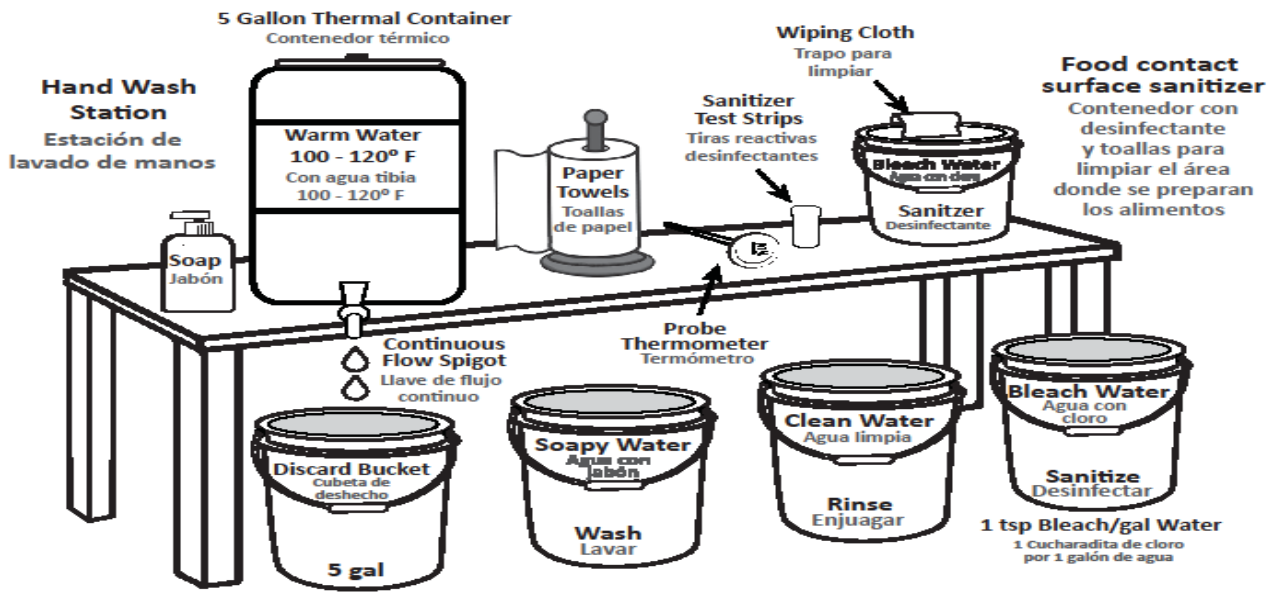 5 Gallon Thermal Container
Contenedor térmico
Hand Wash
Station
Estación de
lavado de manos
Warm Water
100 - 120º F
Con agua tibia
100 - 120º F
Soap
Jabón
Paper
Towels
Toallas
de papel
Wiping Cloth
Trapo para
limpiar
Sanitizer
Test Strips
Tiras reactivas
desinfectantes
Bleach Water
Agua con cloro
Sanitzer
Desinfectante
Food contact
surface sanitizer
Contenedor con
desinfectante
y toallas para
limpiar el área
donde se preparan
los alimentos
Probe
Thermometer
Termómetro
Continuous
Flow Spigot
Llave de flujo
continuo
Discard Bucket
Cubeta de
deshecho
5 gal
Soapy Water
Agua con
Jabón
Wash
Lavar
Clean Water
Agua limpia
Rinse
Enjuagar
Bleach Water
Agua con
cloro
Sanitize
Desinfectar
1 tsp Bleach/gal Water
1 Cucharadita de cloro
por 1 galón de agua